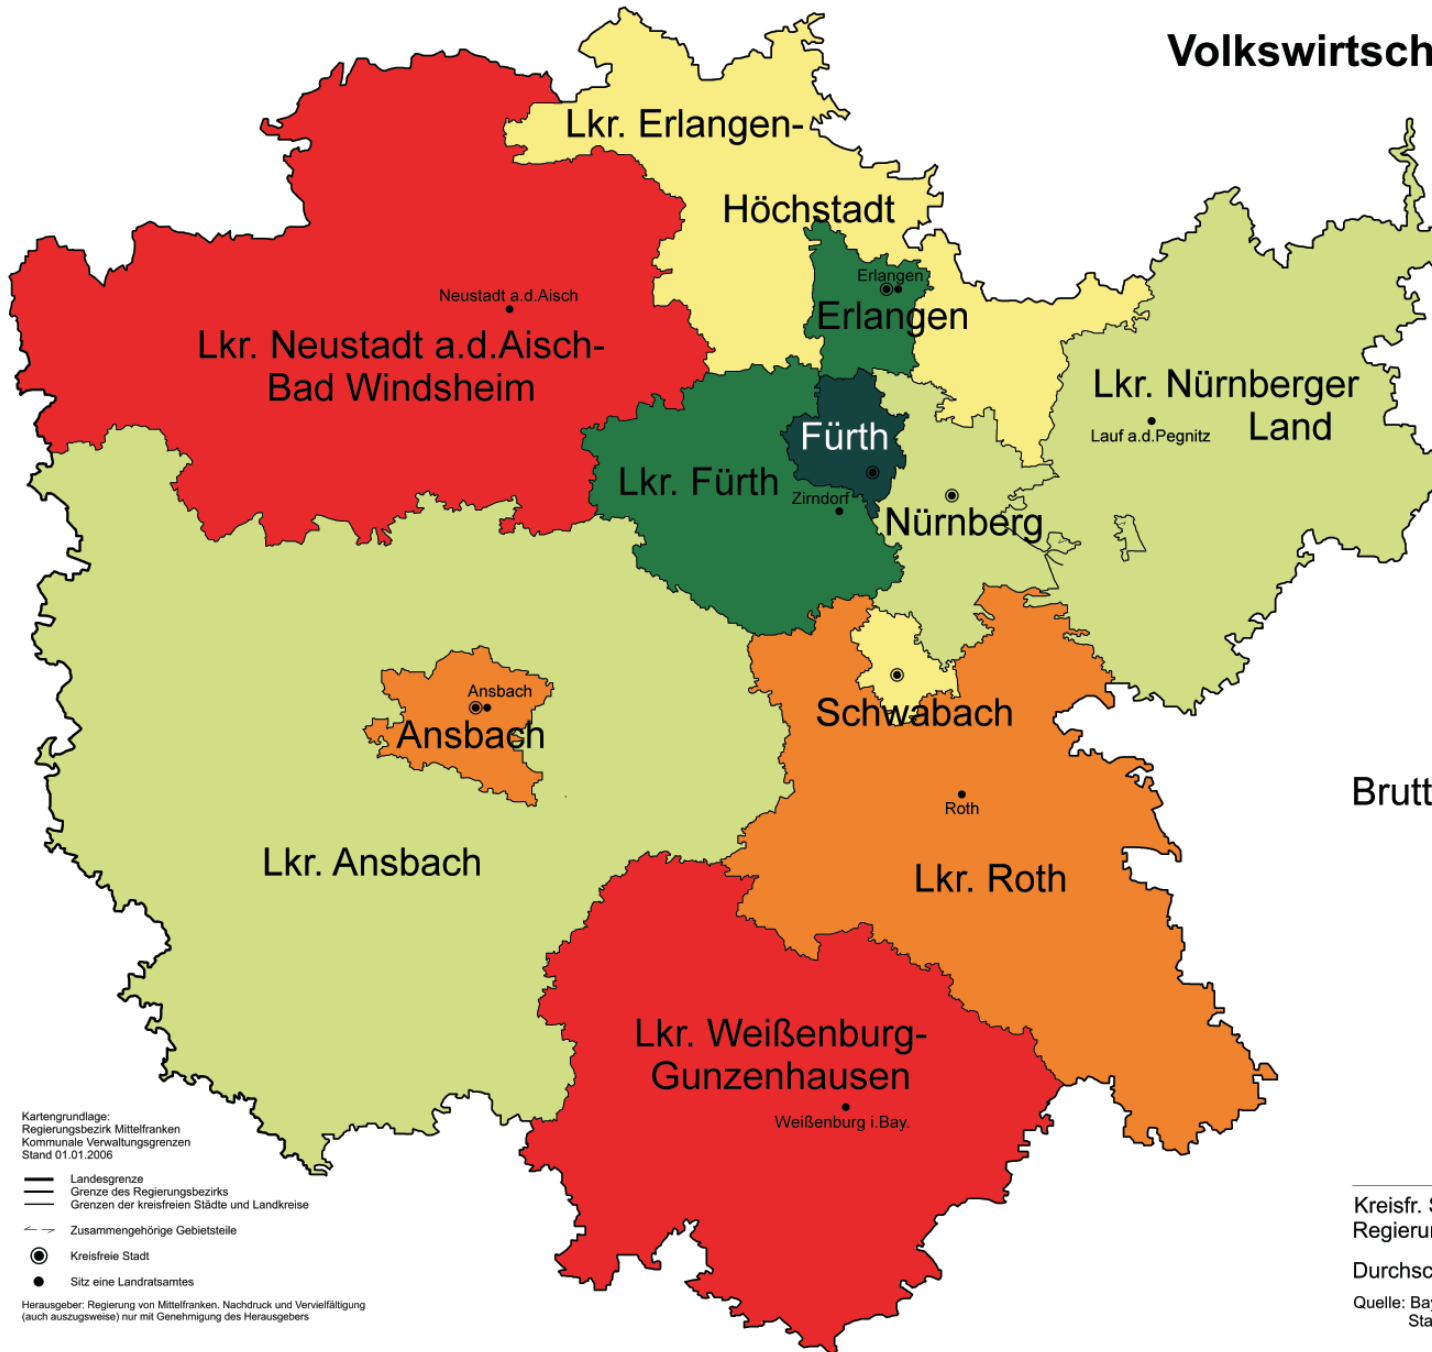 Volkswirtsch
Lkr. Erlangen-
Höchstadt
Erlangen
Erlangen
Neustadt a.d.Aisch
Lkr. Neustadt a.d.Aisch-
Bad Windsheim
Lkr. Nürnberger
Land
Lauf a.d.Pegnitz
Fürth
Lkr. Fürth
Zirndorf
Nürnberg
Ansbach
Ansbach
Schwabach
Roth
Brutt
Lkr. Ansbach
Lkr. Roth
Lkr. Weißenburg-
Gunzenhausen
Weißenburg i.Bay.
Kartengrundlage:
Regierungsbezirk Mittelfranken
Kommunale Verwaltungsgrenzen
Stand 01.01.2006
Landesgrenze
Grenze des Regierungsbezirks
Grenzen der kreisfreien Städte und Landkreise
Zusammengehörige Gebietsteile
Kreisfreie Stadt
Sitz eine Landratsamtes
Herausgeber: Regierung von Mittelfranken. Nachdruck und Vervielfältigung
(auch auszugsweise) nur mit Genehmigung des Herausgebers
Kreisfr. S
Regierun
Durchsc
Quelle: Bay
Sta